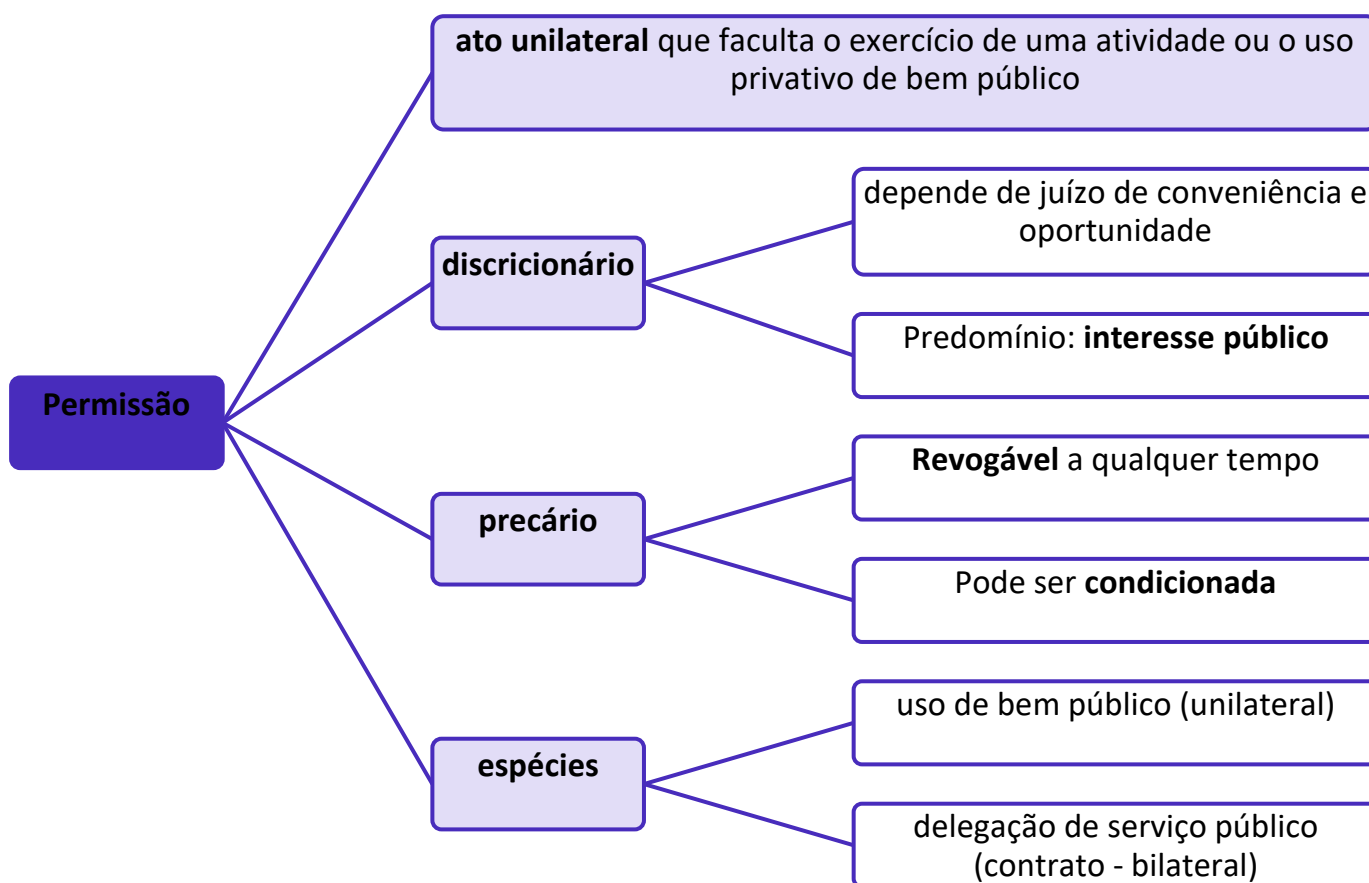 ato unilateral que faculta o exercício de uma atividade ou o uso
privativo de bem público
depende de juízo de conveniência e
oportunidade
discricionário
Predomínio: interesse público
Permissão
Revogável a qualquer tempo
precário
Pode ser condicionada
uso de bem público (unilateral)
espécies
delegação de serviço público
(contrato - bilateral)